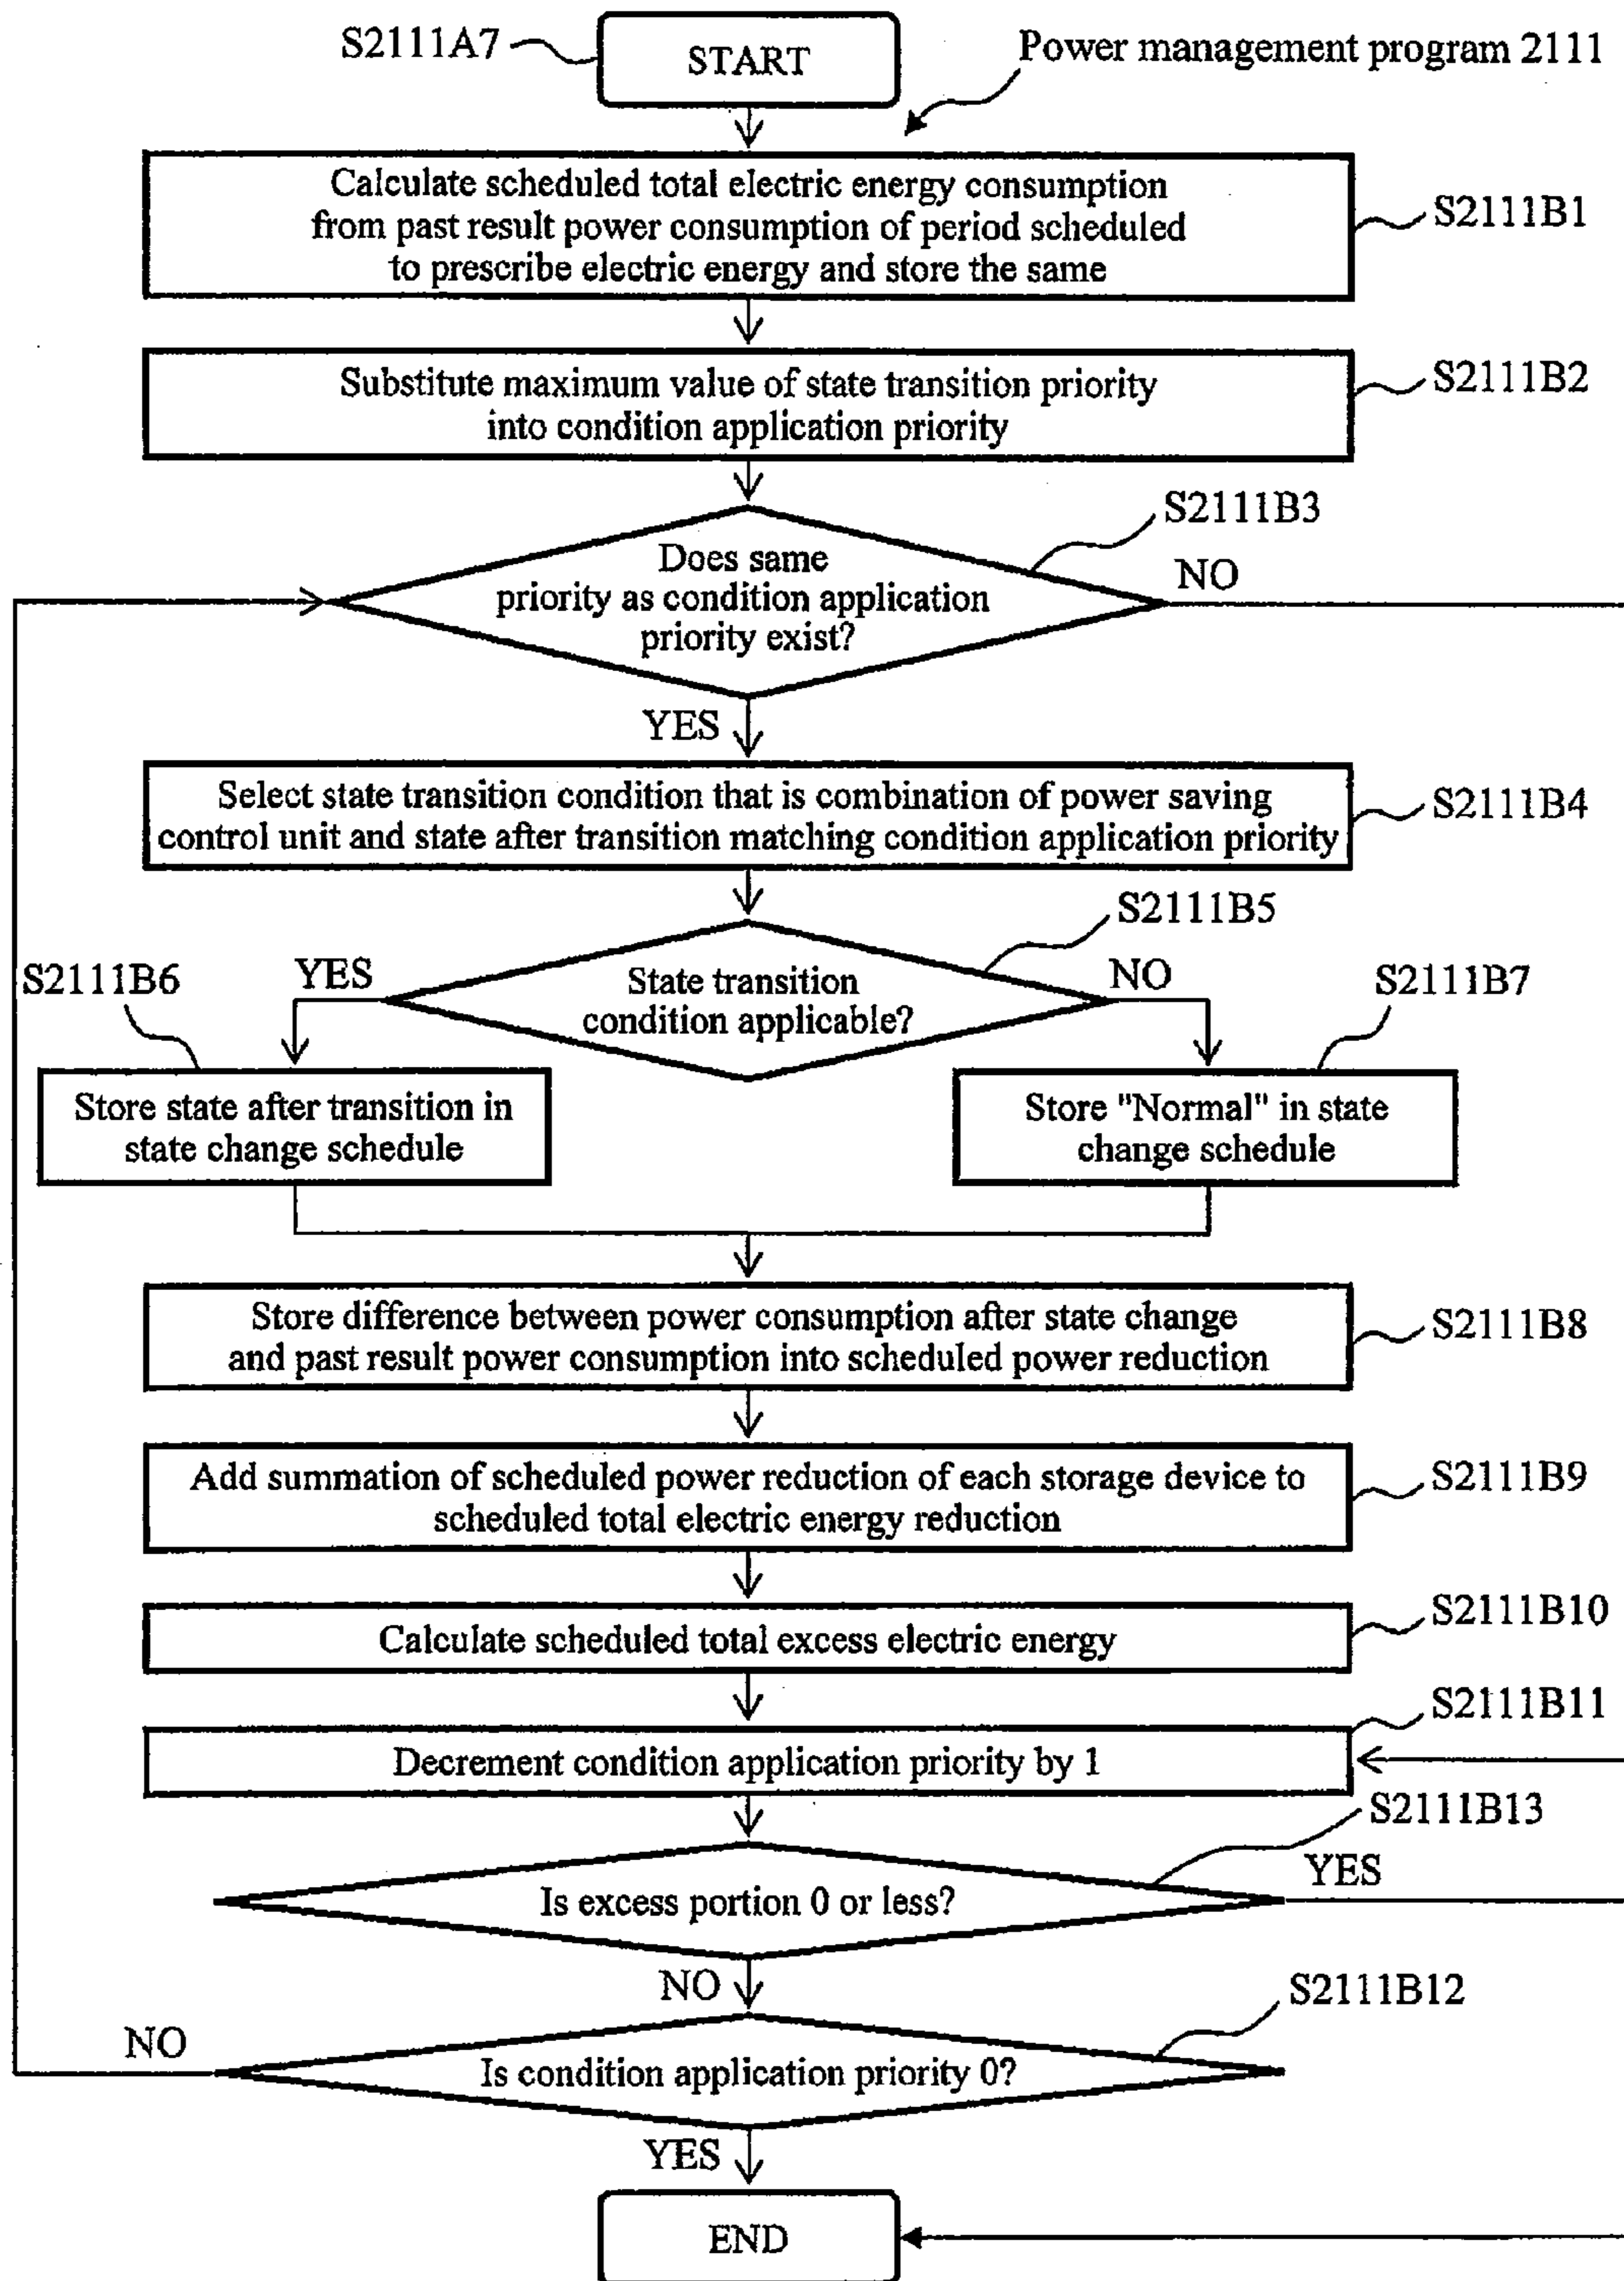 S2111A7
START
Power management program 2111
Calculate scheduled total electric energy consumption
from past result power consumption of period scheduled
to prescribe electric energy and store the same
S2111B1
Substitute maximum value of state transition priority
into condition application priority
S2111B2
S2111B3
Does same
priority as condition application
priority exist?
NO
YES
Select state transition condition that is combination of power saving
control unit and state after transition matching condition application priority
S2111B4
S2111B5
S2111B6
YES
State transition
condition applicable?
NO
S2111B7
Store state after transition in
state change schedule
Store "Normal" in state
change schedule
Store difference between power consumption after state change
and past result power consumption into scheduled power reduction
S2111B8
Add summation of scheduled power reduction of each storage device to
scheduled total electric energy reduction
S2111B9
Calculate scheduled total excess electric energy
S2111B10
Decrement condition application priority by 1
S2111B11
S2111B13
Is excess portion 0 or less?
YES
NO
S2111B12
NO
Is condition application priority 0?
YES
END